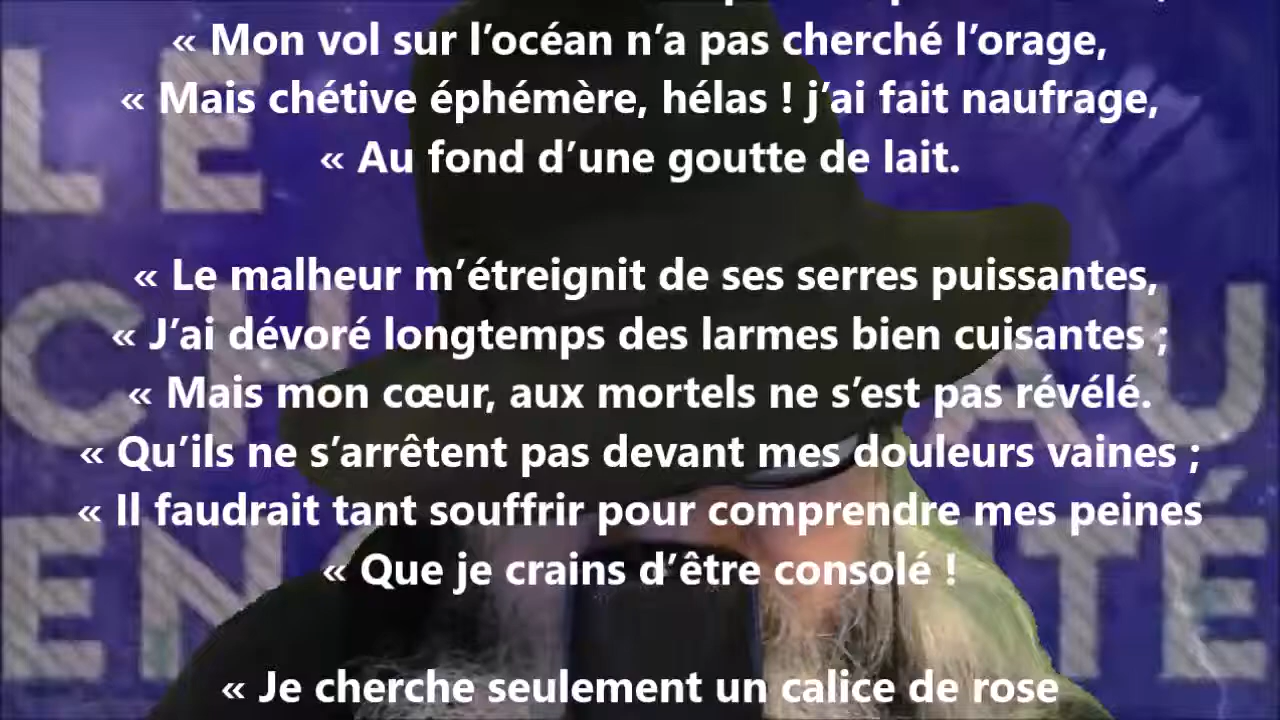 « Mon vol sur l’océan n’a pas cherché l’orage,
« Mais chétive éphémère, hélas ! j’ai fait naufrage,
« Au fond d’une goutte de lait.
« Le malheur m’étreignit de ses serres puissantes,
« J’ai dévoré longtemps des larmes bien cuisantes ;
« Mais mon cœur, aux mortels ne s’est pas révélé.
« Qu’ils ne s’arrêtent pas devant mes douleurs vaines ;
« Il faudrait tant souffrir pour comprendre mes peines
« Que je crains d’être consolé !
« Je cherche seulement un calice de rose
LE